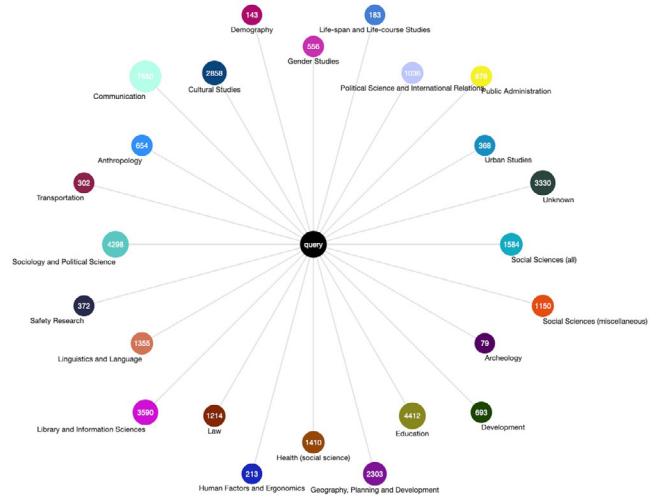 143
Demography
183
Life-span and Life-course Studies
556
Gender Studies
Communication
2858
Cultural Studies
1036
Political Science and International Relations
Public Administration
654
Anthropology
368
Urban Studies
302
Transportation
3330
Unknown
4298
Sociology and Political Science
query
1584
Social Sciences (all)
372
Safety Research
1150
Social Sciences (miscellaneous)
1355
Linguistics and Language
79
Archeology
3590
Library and Information Sciences
1214
Law
4412
Education
693
Development
1410
Health (social science)
213
Human Factors and Ergonomics
2303
Geography, Planning and Development